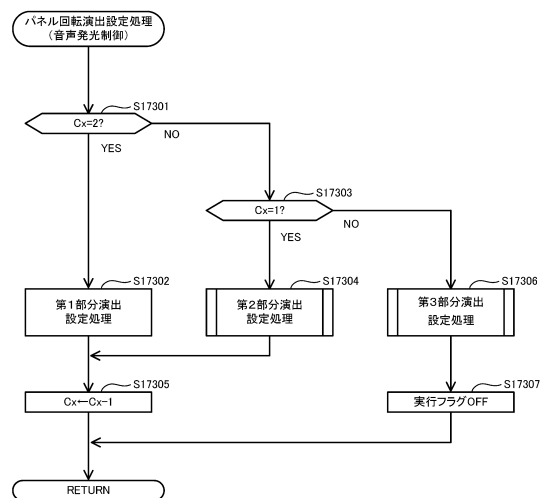 パネル回転演出設定処理
(音声発光制御)
S17301
Cx=2?
NO
YES
S17303
Cx=1?
NO
YES
S17302
第1部分演出
設定処理
S17304
第2部分演出
設定処理
S17306
第3部分演出
設定処理
S17305
Cx←Cx-1
S17307
実行フラグOFF
RETURN